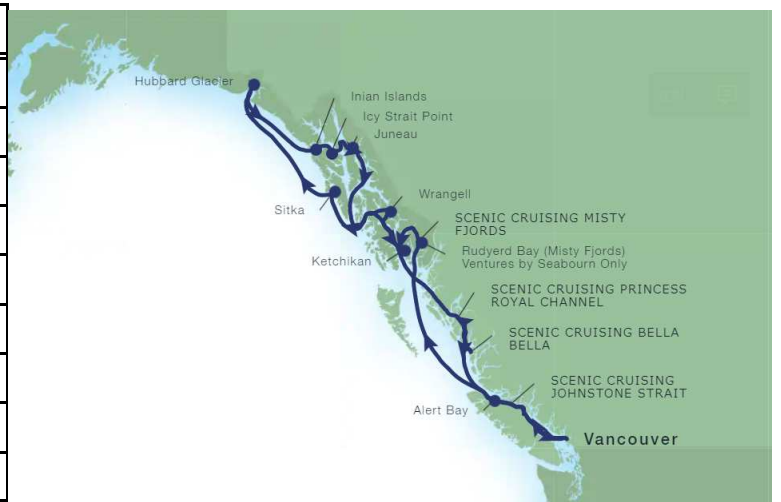 Hubbard Glacier
Inian Islands
Icy Strait Point
Juneau
Sitka
Wrangell
SCENIC CRUISING MISTY
FJORDS
Ketchikan
Rudyerd Bay (Misty Fjords)
Ventures by Seabourn Only
SCENIC CRUISING PRINCESS
ROYAL CHANNEL
SCENIC CRUISING BELLA
BELLA
SCENIC CRUISING
JOHNSTONE STRAIT
Alert Bay
Vancouver